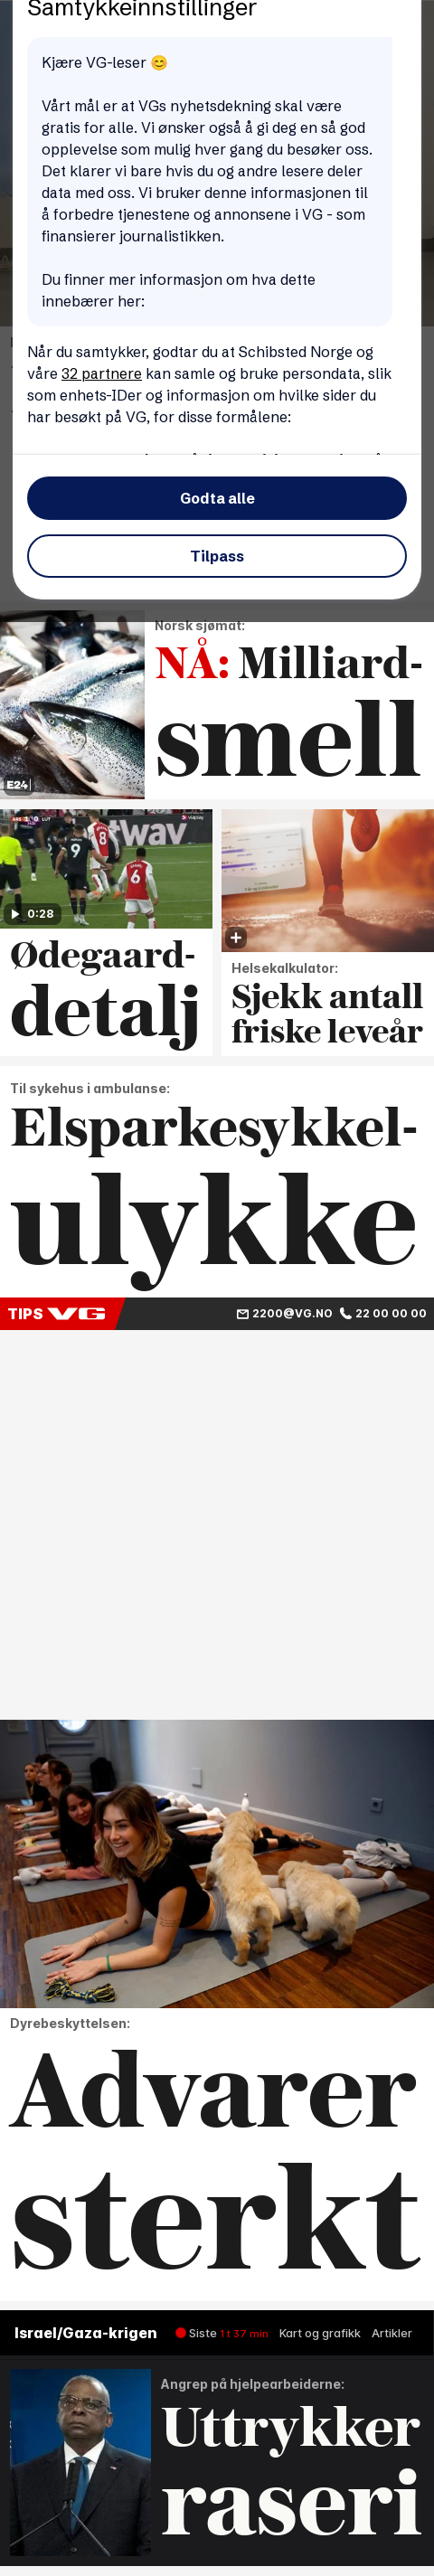 Samtykkeinnstillinger
Kjære VG-leser 😊
Vårt mål er at VGs nyhetsdekning skal være
gratis for alle. Vi ønsker også å gi deg en så god
opplevelse som mulig hver gang du besøker oss.
Det klarer vi bare hvis du og andre lesere deler
data med oss. Vi bruker denne informasjonen til
å forbedre tjenestene og annonsene i VG - som
finansierer journalistikken.
Du finner mer informasjon om hva dette
innebærer her:
Når du samtykker, godtar du at Schibsted Norge og
våre 32 partnere kan samle og bruke persondata, slik
som enhets-IDer og informasjon om hvilke sider du
har besøkt på VG, for disse formålene:
Godta alle
Tilpass
Norsk sjømat:
NÅ: Milliard-
smell
E24
ARS 1 0 LUT
0:28
Ødegaard-
detalj
Helsekalkulator:
Sjekk antall
friske leveår
Til sykehus i ambulanse:
Elsparkesykkel-
ulykke
TIPS VG
2200@VG.NO 22 00 00 00
Dyrebeskyttelsen:
Advarer
sterkt
Israel/Gaza-krigen Siste 1 t 37 min Kart og grafikk Artikler
Angrep på hjelpearbeiderne:
Uttrykker
raseri